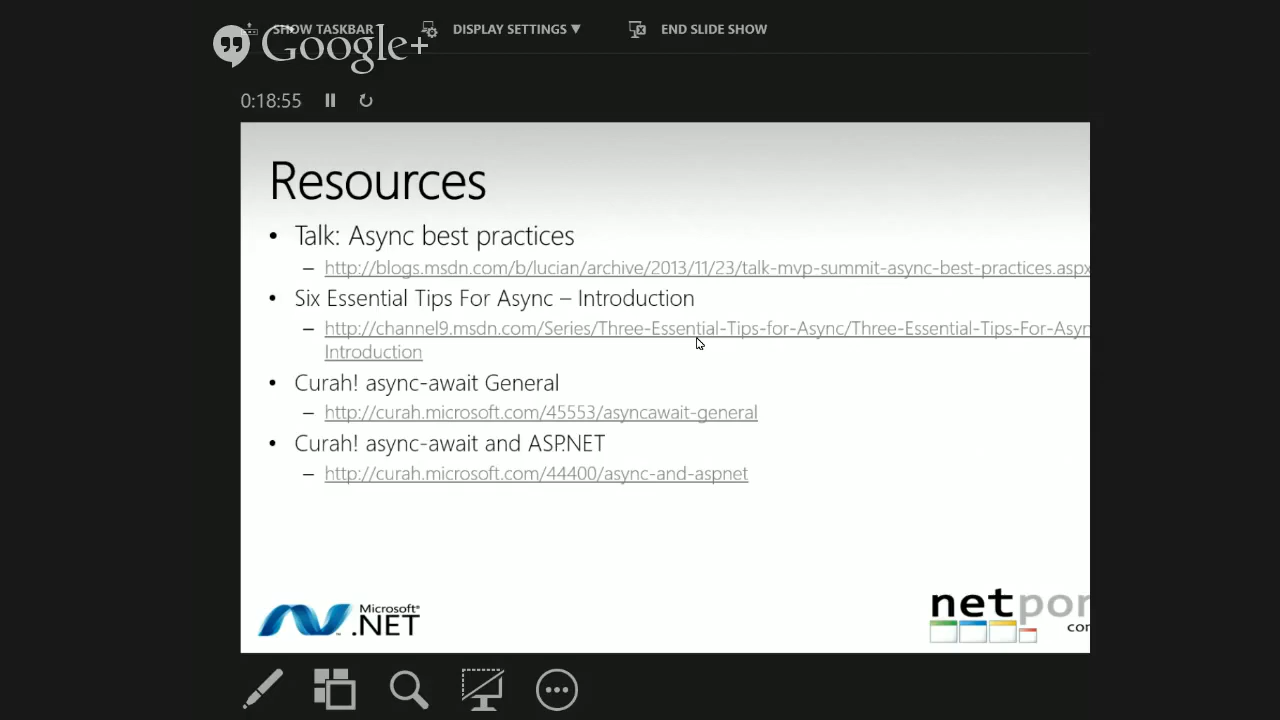 SHOW TASKBAR DISPLAY SETTINGS ▼ END SLIDE SHOW
Google+
0:18:55
Resources
• Talk: Async best practices
– http://blogs.msdn.com/b/lucian/archive/2013/11/23/talk-mvp-summit-async-best-practices.aspx
• Six Essential Tips For Async – Introduction
– http://channel9.msdn.com/Series/Three-Essential-Tips-for-Async/Three-Essential-Tips-For-Asyn
Introduction
• Curah! async-await General
– http://curah.microsoft.com/45553/asyncawait-general
• Curah! async-await and ASP.NET
– http://curah.microsoft.com/44400/async-and-aspnet
Microsoft®
.NET
netpon
com